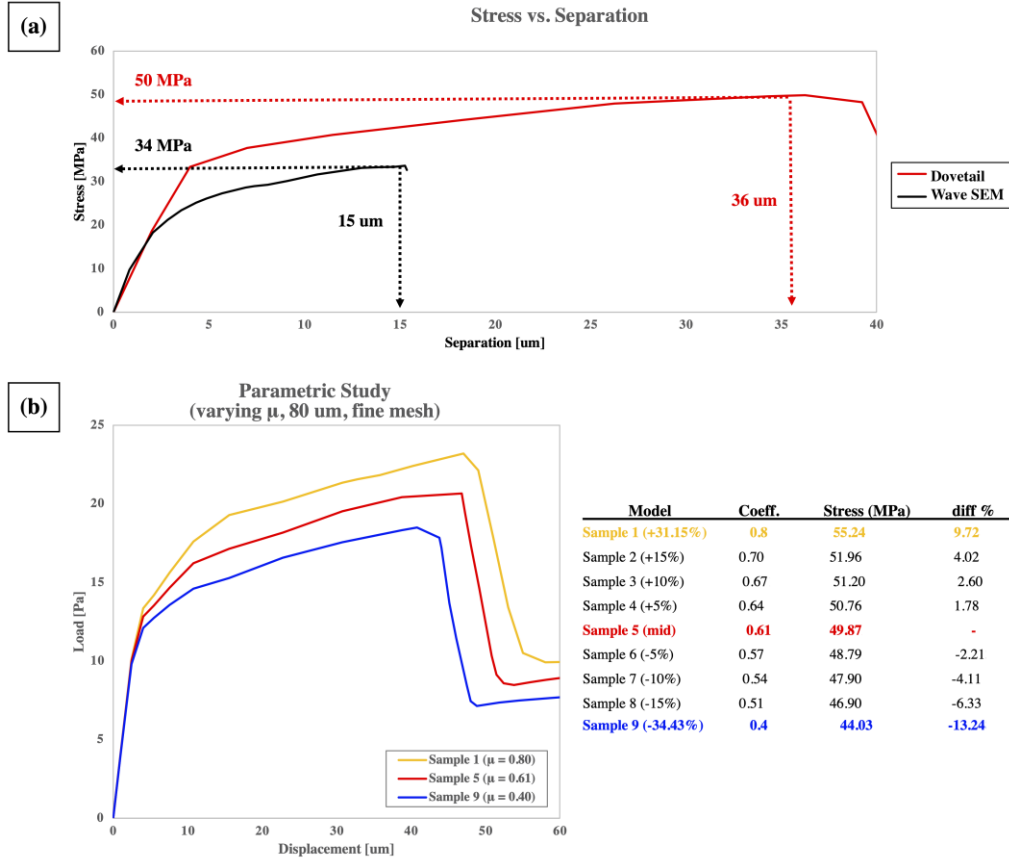 (a)
Stress vs. Separation
60
50
40
30
20
10
0
Stress [MPa]
50 MPa
34 MPa
15 um
36 um
Dovetail
Wave SEM
0 5 10 15 20 25 30 35 40
Separation [um]
(b)
Parametric Study
(varying μ, 80 um, fine mesh)
25
20
15
10
5
0
Load [Pa]
Sample 1 (μ = 0.80)
Sample 5 (μ = 0.61)
Sample 9 (μ = 0.40)
0 10 20 30 40 50 60
Displacement [um]
Model Coeff. Stress (MPa) diff %
Sample 1 (+31.15%) 0.8 55.24 9.72
Sample 2 (+15%) 0.70 51.96 4.02
Sample 3 (+10%) 0.67 51.20 2.60
Sample 4 (+5%) 0.64 50.76 1.78
Sample 5 (mid) 0.61 49.87 -
Sample 6 (-5%) 0.57 48.79 -2.21
Sample 7 (-10%) 0.54 47.90 -4.11
Sample 8 (-15%) 0.51 46.90 -6.33
Sample 9 (-34.43%) 0.4 44.03 -13.24